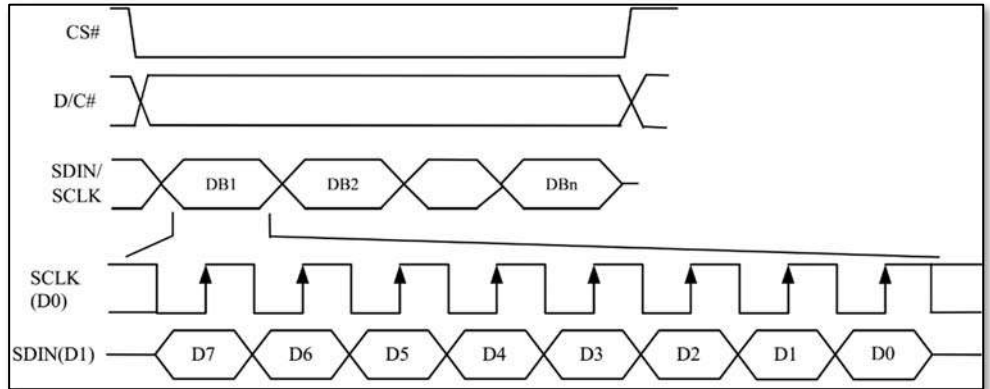 CS#
D/C#
SDIN/
SCLK
DB1 DB2 DBn
SCLK
(D0)
SDIN(D1) D7 D6 D5 D4 D3 D2 D1 D0